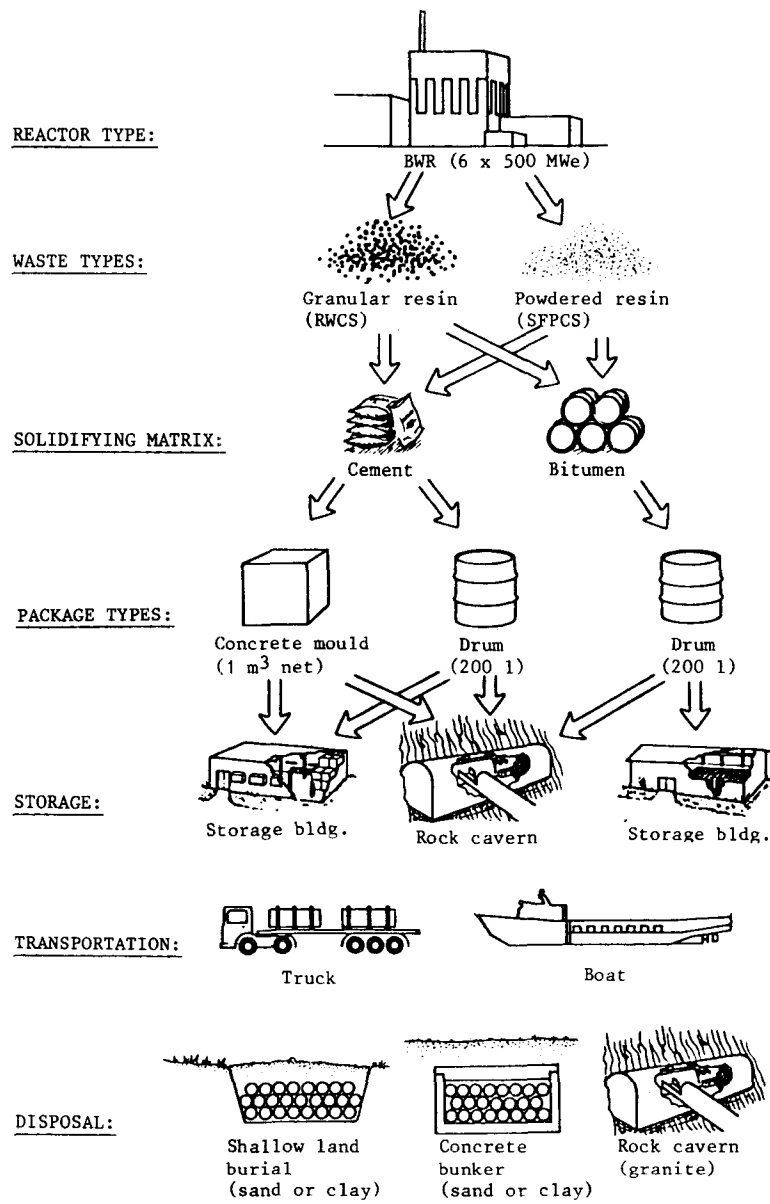 REACTOR TYPE:
BWR (6 x 500 MWe)
WASTE TYPES:
Granular resin
(RWCS)
Powdered resin
(SFPCS)
SOLIDIFYING MATRIX:
Cement
Bitumen
PACKAGE TYPES:
Concrete mould
(1 m³ net)
Drum
(200 l)
Drum
(200 l)
STORAGE:
Storage bldg.
Rock cavern
Storage bldg.
TRANSPORTATION:
Truck
Boat
DISPOSAL:
Shallow land
burial
(sand or clay)
Concrete
bunker
(sand or clay)
Rock cavern
(granite)